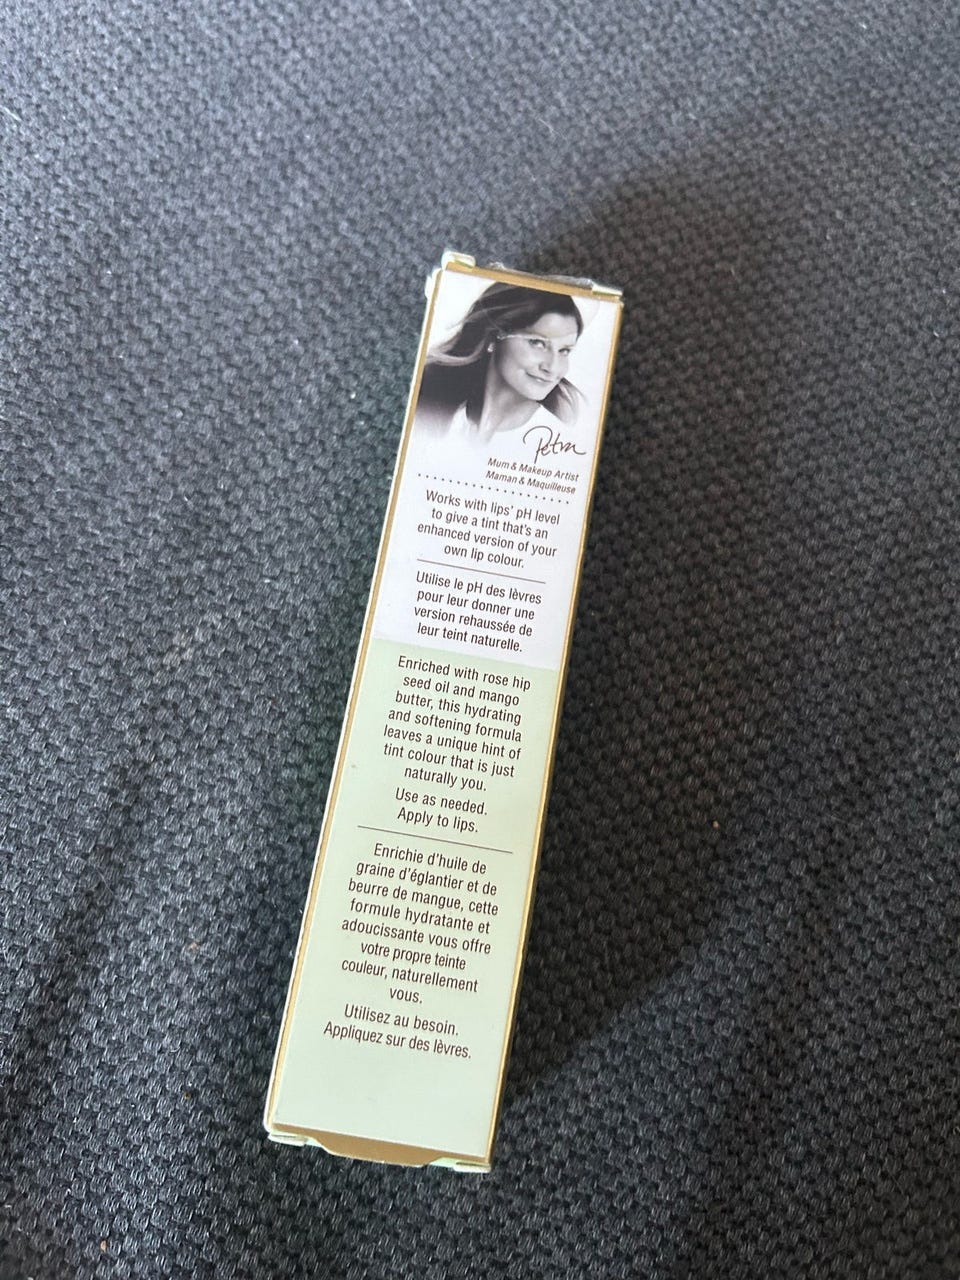 Petra
Mum & Makeup Artist
Maman & Maquilleuse
Works with lips' pH level
to give a tint that's an
enhanced version of your
own lip colour.
Utilise le pH des lèvres
pour leur donner une
version rehaussée de
leur teint naturelle.
Enriched with rose hip
seed oil and mango
butter, this hydrating
and softening formula
leaves a unique hint of
tint colour that is just
naturally you.
Use as needed.
Apply to lips.
Enrichie d'huile de
graine d'églantier et de
beurre de mangue, cette
formule hydratante et
adoucissante vous offre
votre propre teinte
couleur, naturellement
vous.
Utilisez au besoin.
Appliquez sur des lèvres.